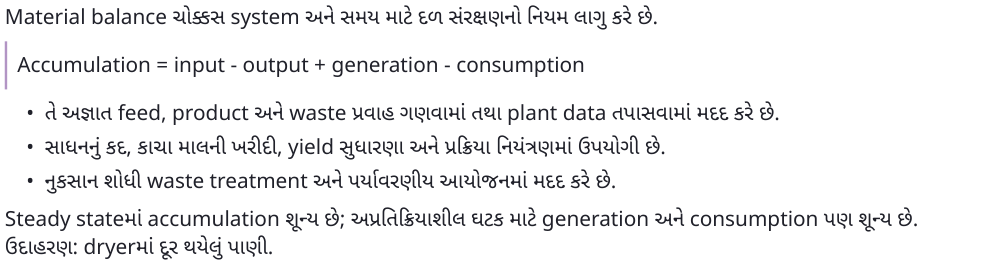 Material balance ચોક્કસ system અને સમય માટે દળ સંરક્ષણનો નિયમ લાગુ કરે છે.
Accumulation = input - output + generation - consumption
• તે અજ્ઞાત feed, product અને waste પ્રવાહ ગણવામાં તથા plant data તપાસવામાં મદદ કરે છે.
• સાધનનું કદ, કાચા માલની ખરીદી, yield સુધારણા અને પ્રક્રિયા નિયંત્રણમાં ઉપયોગી છે.
• નુકસાન શોધી waste treatment અને પર્યાવરણીય આયોજનમાં મદદ કરે છે.
Steady stateમાં accumulation શૂન્ય છે; અપ્રતિક્રિયાશીલ ઘટક માટે generation અને consumption પણ શૂન્ય છે.
ઉદાહરણ: dryerમાં દૂર થયેલું પાણી.